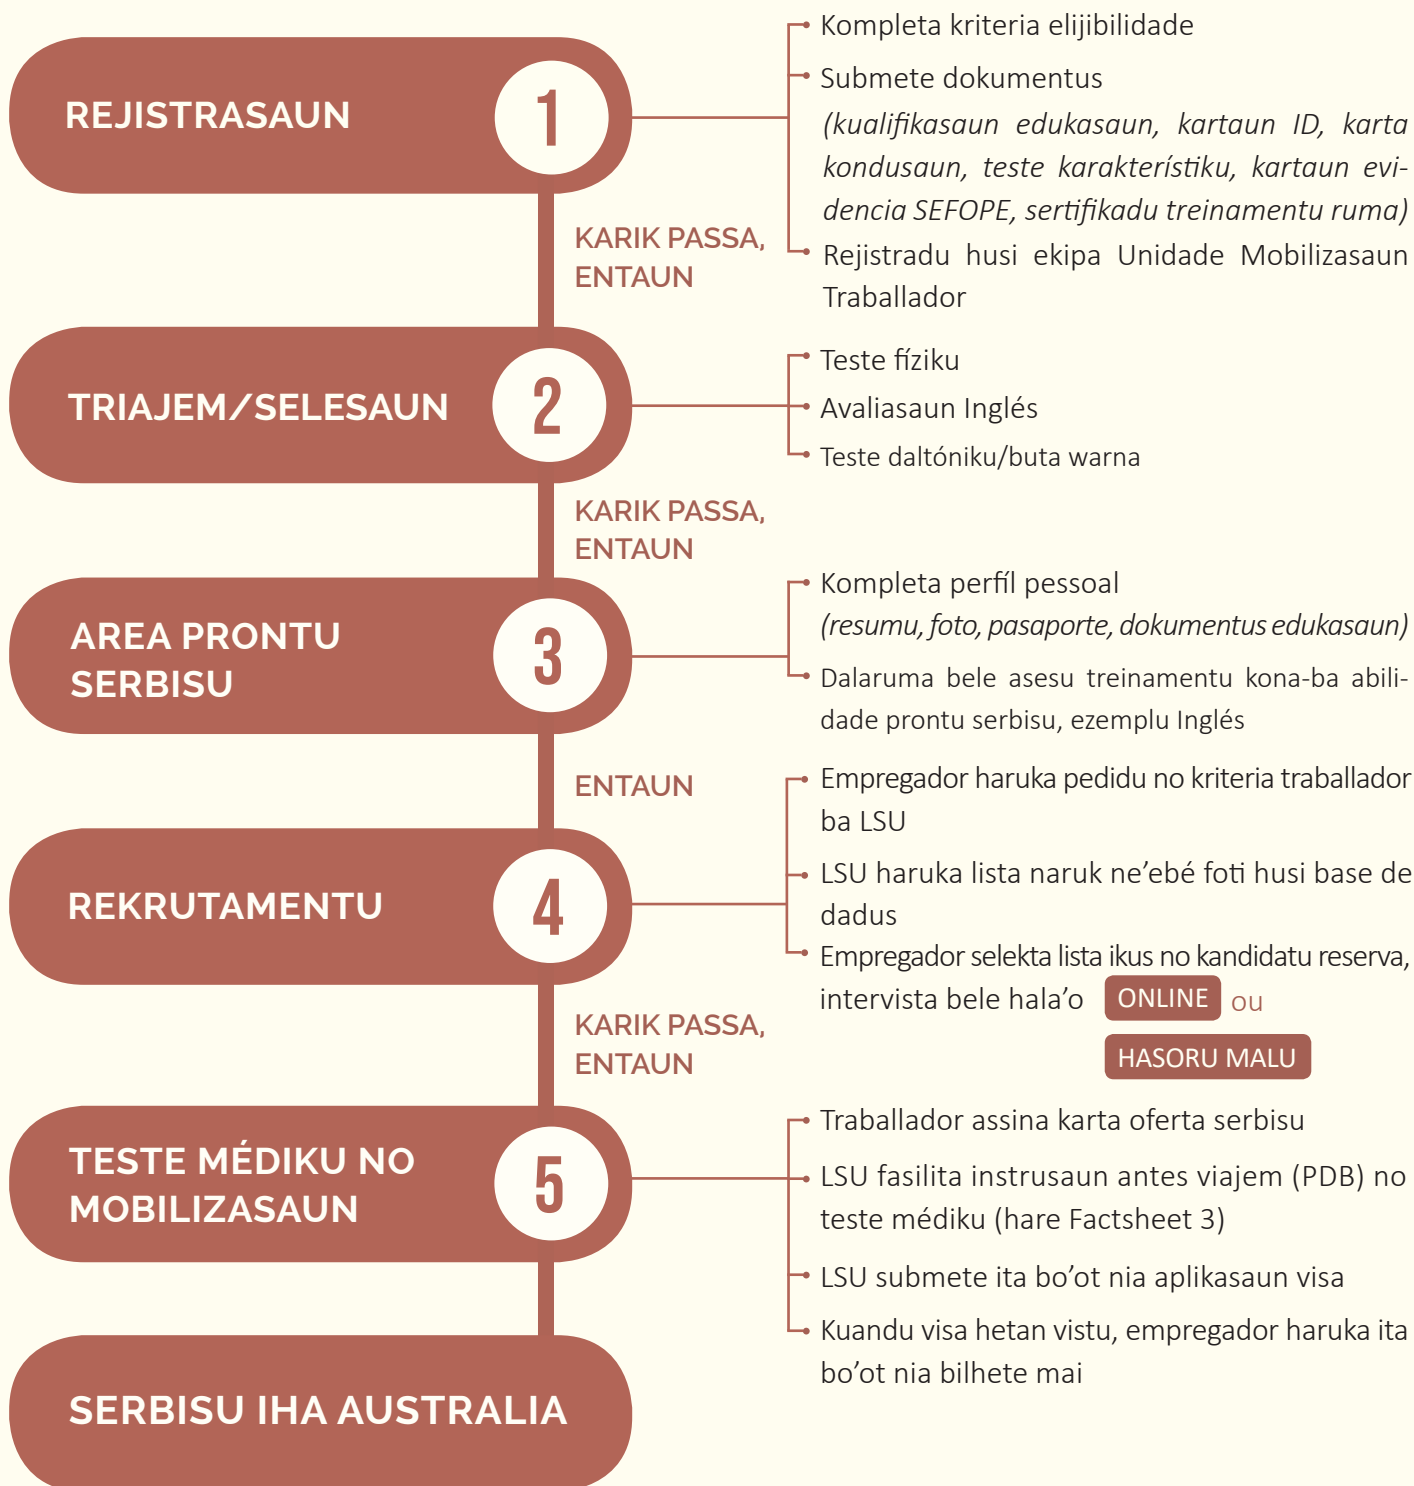 REJISTRASAUN
1
Kompleta kriteria elijibilidade
Submete dokumentus
(kualifikasaun edukasaun, kartaun ID, karta
kondusaun, teste karakterístiku, kartaun evi-
dencia SEFOPE, sertifikadu treinamentu ruma)
Rejistradu husi ekipa Unidade Mobilizasaun
Traballador
KARIK PASSA,
ENTAUN
TRIAJEM/SELESAUN
2
Teste fíziku
Avaliasaun Inglés
Teste daltóniku/buta warna
KARIK PASSA,
ENTAUN
AREA PRONTU
SERBISU
3
Kompleta perfíl pessoal
(resumu, foto, pasaporte, dokumentus edukasaun)
Dalaruma bele asesu treinamentu kona-ba abili-
dade prontu serbisu, ezemplu Inglés
ENTAUN
REKRUTAMENTU
4
Empregador haruka pedidu no kriteria traballador
ba LSU
LSU haruka lista naruk ne’ebé foti husi base de
dadus
Empregador selekta lista ikus no kandidatu reserva,
intervista bele hala’o ONLINE ou
HASORU MALU
KARIK PASSA,
ENTAUN
TESTE MÉDIKU NO
MOBILIZASAUN
5
Traballador assina karta oferta serbisu
LSU fasilita instrusaun antes viajem (PDB) no
teste médiku (hare Factsheet 3)
LSU submete ita bo’ot nia aplikasaun visa
Kuandu visa hetan vistu, empregador haruka ita
bo’ot nia bilhete mai
SERBISU IHA AUSTRALIA